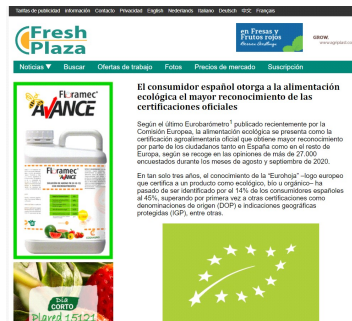 Tarifas de publicidad Información Contacto Privacidad English Nederlands Italiano Deutsch 中文 Français
Fresh
Plaza
en Fresas y
Frutos rojos
GROW.
Noticias ▼ Buscar Ofertas de trabajo Fotos Precios de mercado Suscripción
Floramec®
AVANCE
Floramec®
AVANCE
Día
CORTO
El consumidor español otorga a la alimentación
ecológica el mayor reconocimiento de las
certificaciones oficiales
Según el último Eurobarómetro¹ publicado recientemente por la
Comisión Europea, la alimentación ecológica se presenta como la
certificación agroalimentaria oficial que obtiene mayor reconocimiento
por parte de los ciudadanos tanto en España como en el resto de
Europa, según se recoge en las opiniones de más de 27.000
encuestados durante los meses de agosto y septiembre de 2020.
En tan solo tres años, el conocimiento de la "Eurohoja" –logo europeo
que certifica a un producto como ecológico, bío u orgánico– ha
pasado de ser identificado por el 14% de los consumidores españoles
al 45%, superando por primera vez a otras certificaciones como
denominaciones de origen (DOP) e indicaciones geográficas
protegidas (IGP), entre otras.